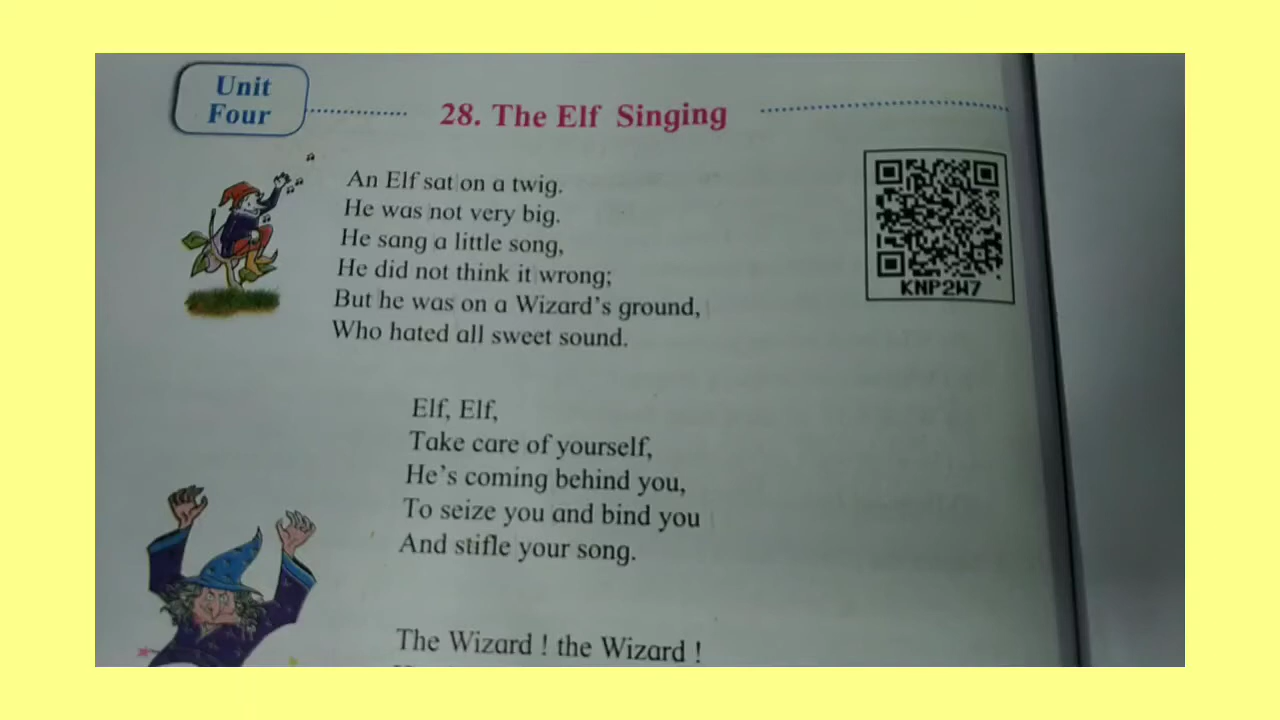 Unit
Four
28. The Elf Singing
An Elf sat on a twig.
He was not very big.
He sang a little song,
He did not think it wrong;
But he was on a Wizard's ground,
Who hated all sweet sound.
KNP2W7
Elf, Elf,
Take care of yourself,
He's coming behind you,
To seize you and bind you
And stifle your song.
The Wizard ! the Wizard !